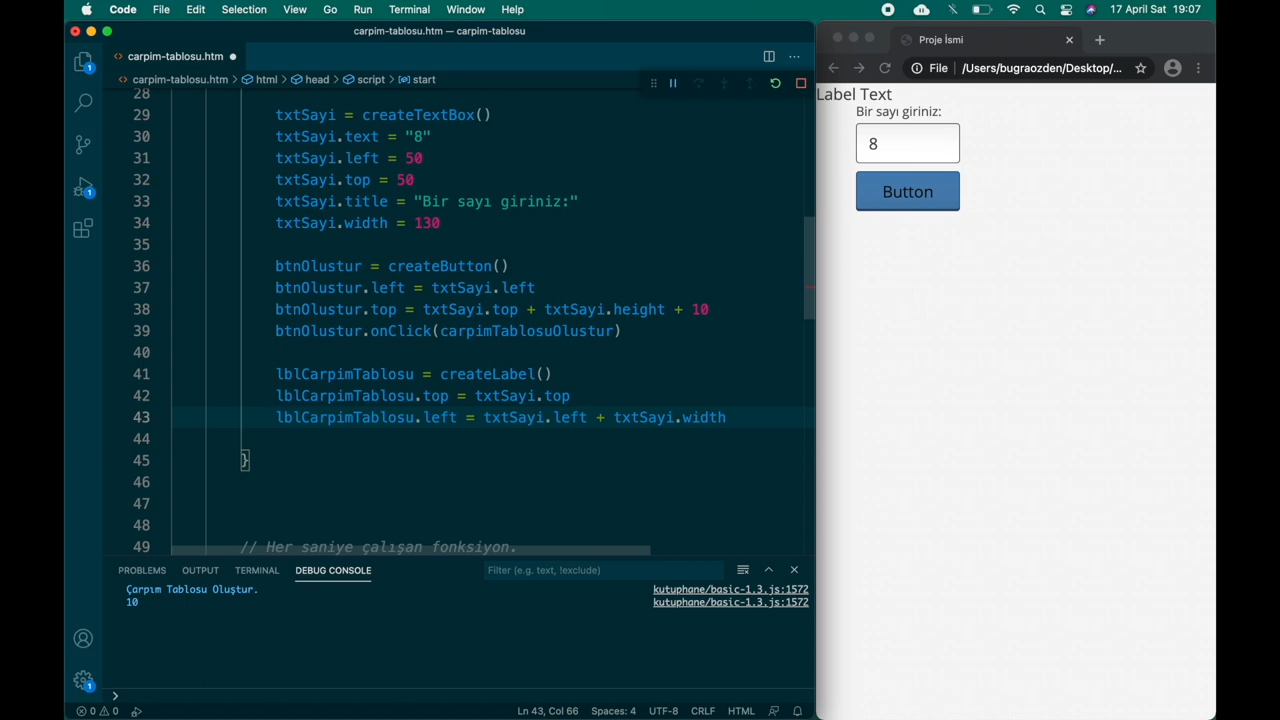 Code File Edit Selection View Go Run Terminal Window Help 17 April Sat 19:07
carpim-tablosu.htm — carpim-tablosu
carpim-tablosu.htm
carpim-tablosu.htm > html > head > script > start
28
29 txtSayi = createTextBox()
30 txtSayi.text = "8"
31 txtSayi.left = 50
32 txtSayi.top = 50
33 txtSayi.title = "Bir sayı giriniz:"
34 txtSayi.width = 130
35
36 btnOlustur = createButton()
37 btnOlustur.left = txtSayi.left
38 btnOlustur.top = txtSayi.top + txtSayi.height + 10
39 btnOlustur.onClick(carpimTablosuOlustur)
40
41 lblCarpimTablosu = createLabel()
42 lblCarpimTablosu.top = txtSayi.top
43 lblCarpimTablosu.left = txtSayi.left + txtSayi.width
44
45 }
46
47
48
49 // Her saniye çalışan fonksiyon.
PROBLEMS OUTPUT TERMINAL DEBUG CONSOLE Filter (e.g. text, !exclude)
Çarpım Tablosu Oluştur. kutuphane/basic-1.3.js:1572
10 kutuphane/basic-1.3.js:1572
>
1
1
1
0 0 Ln 43, Col 66 Spaces: 4 UTF-8 CRLF HTML
Proje İsmi
File | /Users/bugraozden/Desktop/...
Label Text
Bir sayı giriniz:
8
Button